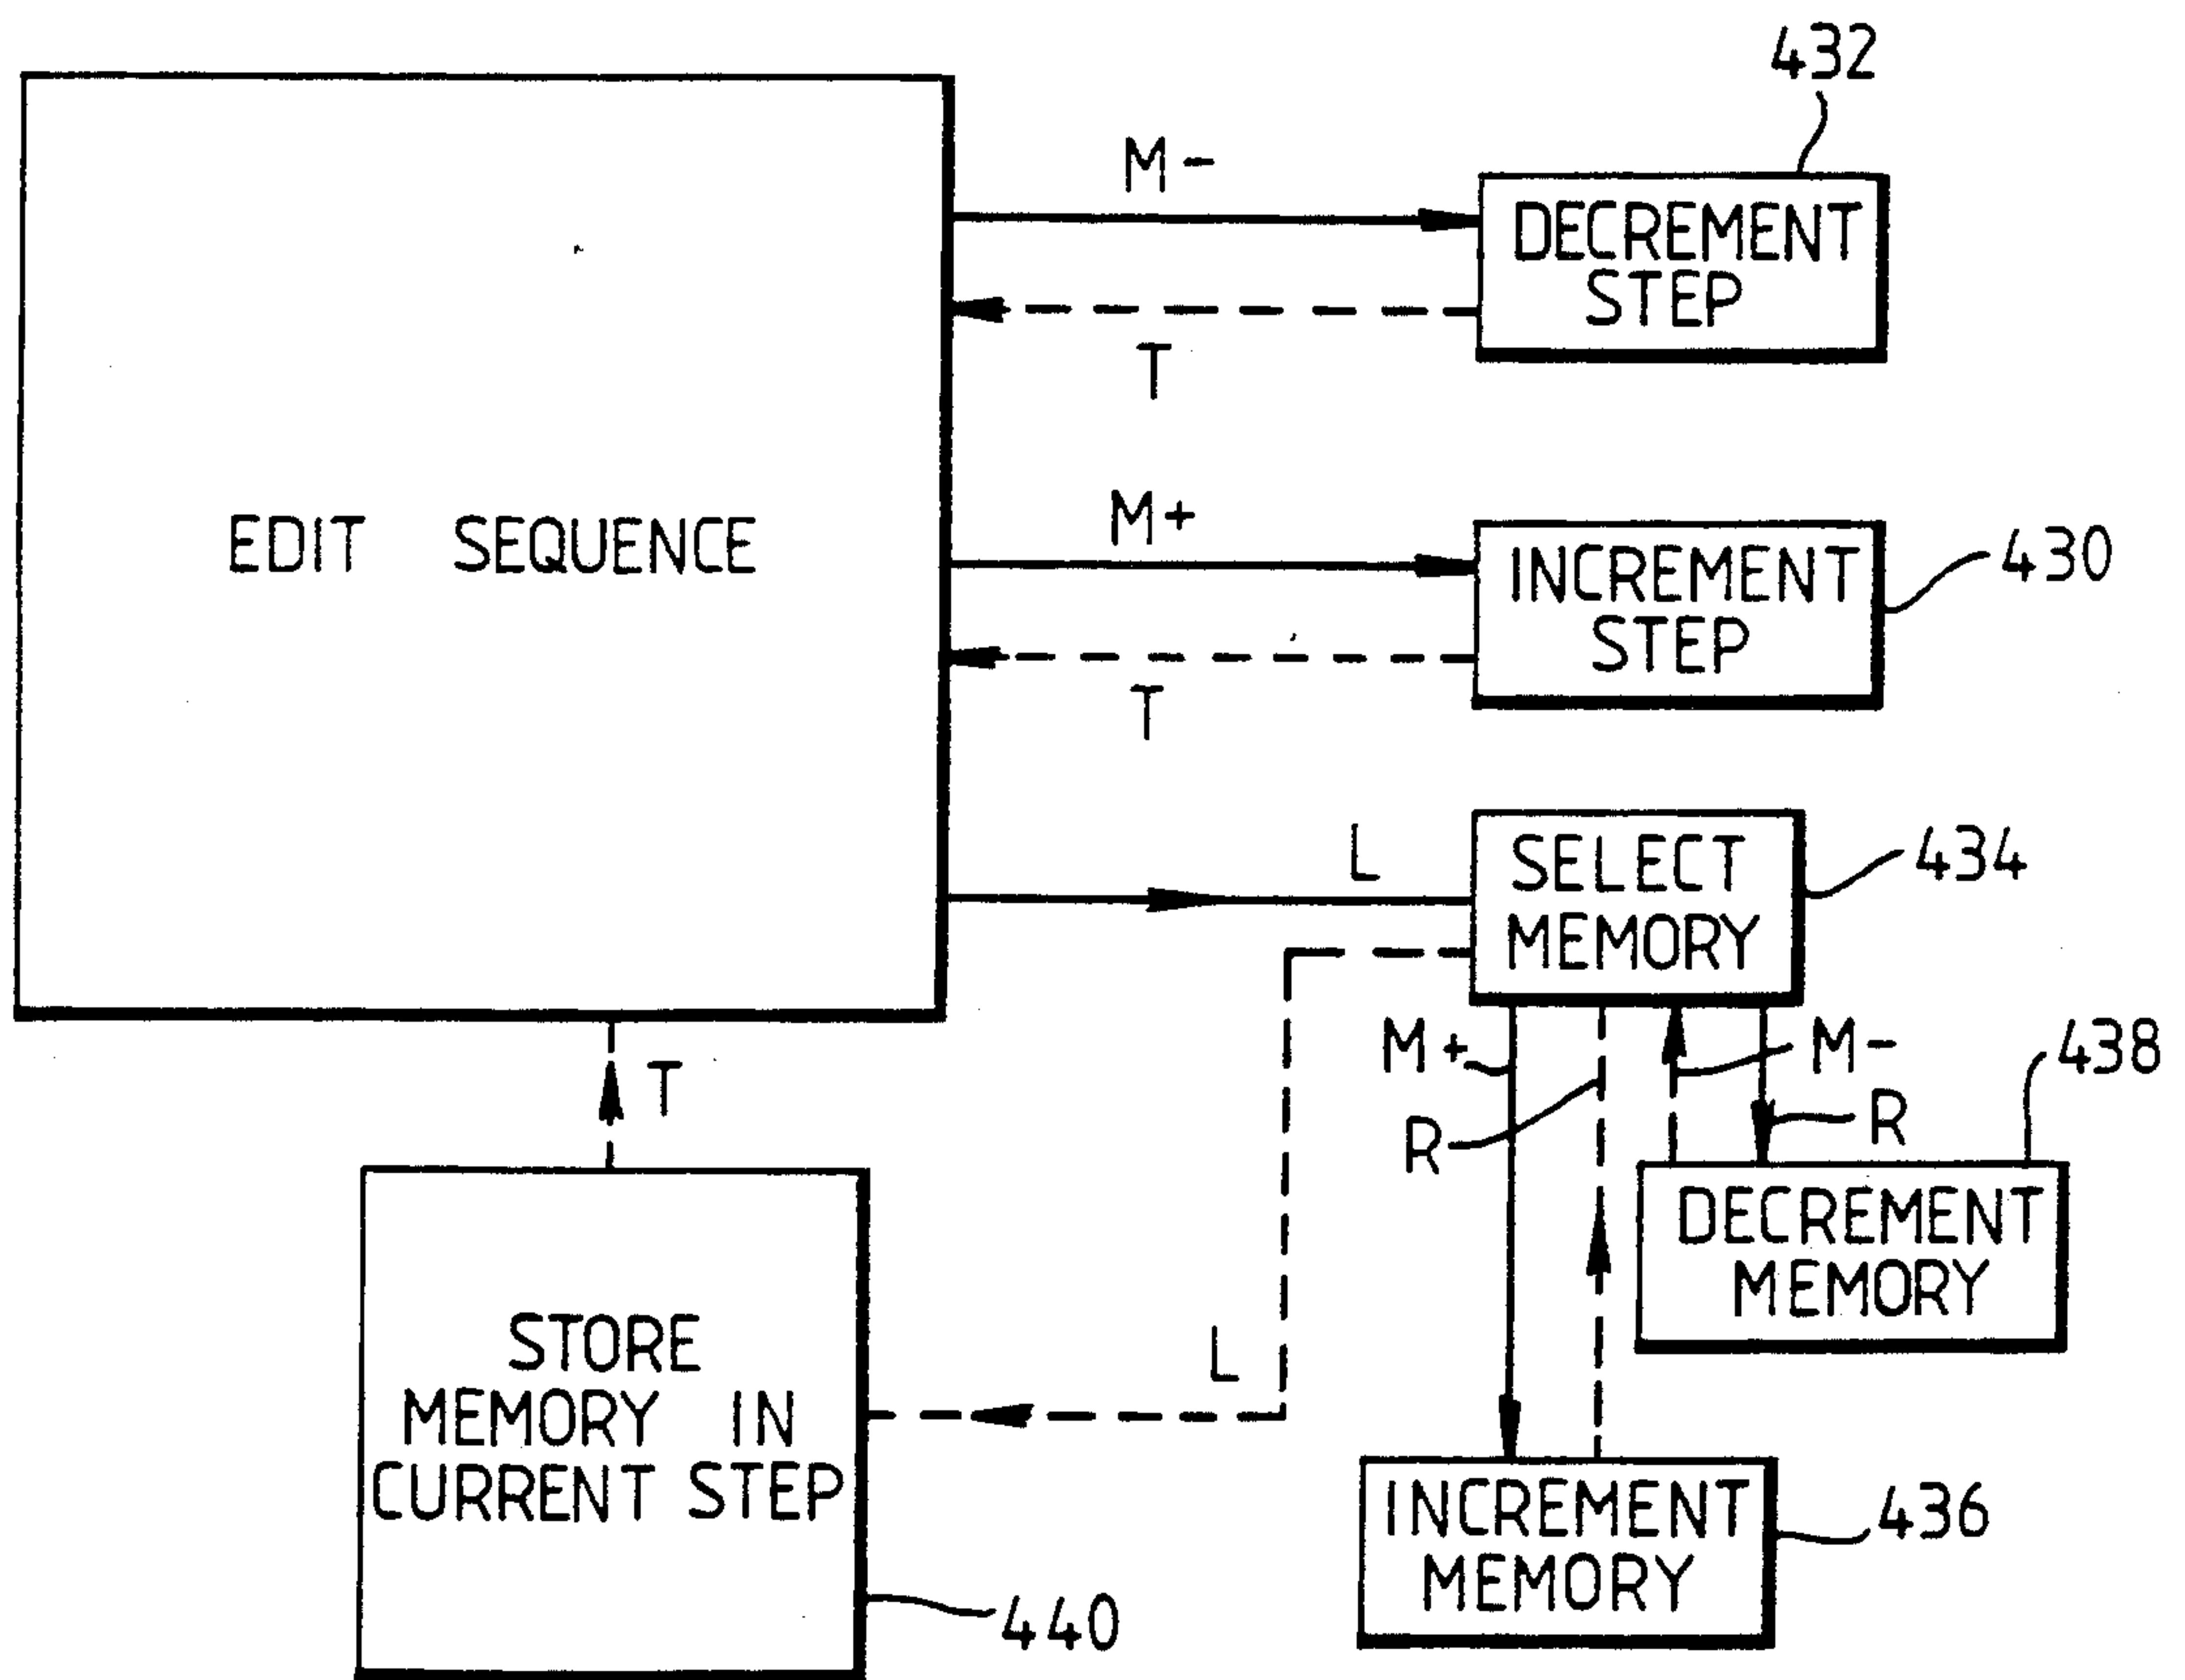 432
M-
DECREMENT
STEP
T
EDIT SEQUENCE
M+
INCREMENT
STEP
430
T
L
SELECT
MEMORY
434
M+
M-
438
R
R
T
DECREMENT
MEMORY
L
STORE
MEMORY IN
CURRENT STEP
440
INCREMENT
MEMORY
436